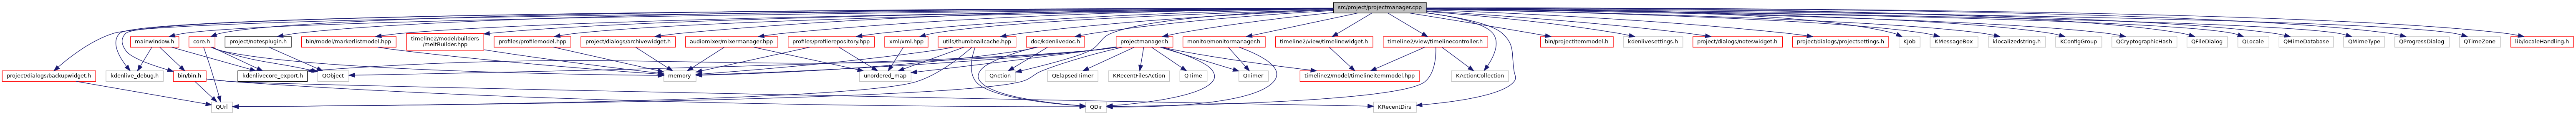 src/project/projectmanager.cpp
mainwindow.h
core.h
project/notesplugin.h
bin/model/markerlistmodel.hpp
timeline2/model/builders
/meltBuilder.hpp
profiles/profilemodel.hpp
project/dialogs/archivewidget.h
audiomixer/mixermanager.hpp
profiles/profilerepository.hpp
xml/xml.hpp
utils/thumbnailcache.hpp
doc/kdenlivedoc.h
projectmanager.h
monitor/monitormanager.h
timeline2/view/timelinewidget.h
timeline2/view/timelinecontroller.h
bin/projectitemmodel.h
kdenlivesettings.h
project/dialogs/noteswidget.h
project/dialogs/projectsettings.h
KJob
KMessageBox
klocalizedstring.h
KConfigGroup
QCryptographicHash
QFileDialog
QLocale
QMimeDatabase
QMimeType
QProgressDialog
QTimeZone
lib/localeHandling.h
project/dialogs/backupwidget.h
kdenlive_debug.h
bin/bin.h
kdenlivecore_export.h
QObject
memory
unordered_map
QAction
QElapsedTimer
KRecentFilesAction
QTime
QTimer
timeline2/model/timelineitemmodel.hpp
KActionCollection
QUrl
QDir
KRecentDirs